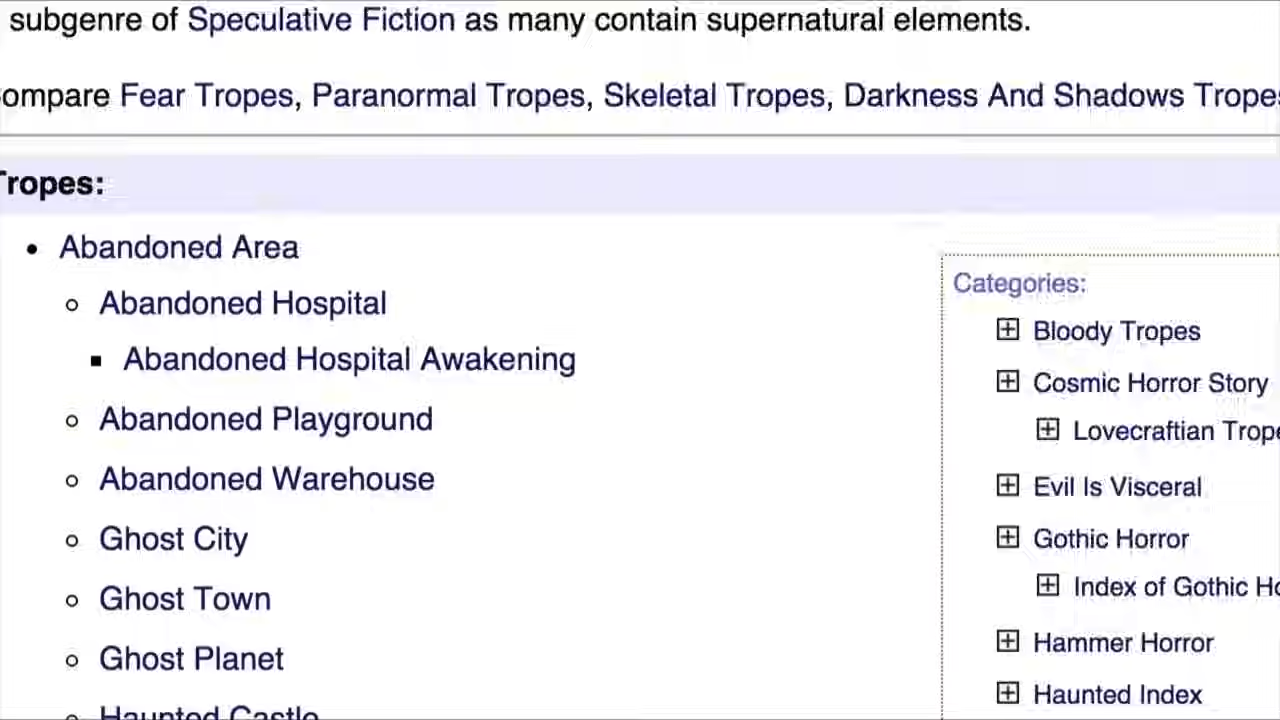 subgenre of Speculative Fiction as many contain supernatural elements.
ompare Fear Tropes, Paranormal Tropes, Skeletal Tropes, Darkness And Shadows Tropes
Tropes:
Abandoned Area
Abandoned Hospital
Abandoned Hospital Awakening
Abandoned Playground
Abandoned Warehouse
Ghost City
Ghost Town
Ghost Planet
Haunted Castle
Categories:
Bloody Tropes
Cosmic Horror Story
Lovecraftian Trope
Evil Is Visceral
Gothic Horror
Index of Gothic Ho
Hammer Horror
Haunted Index